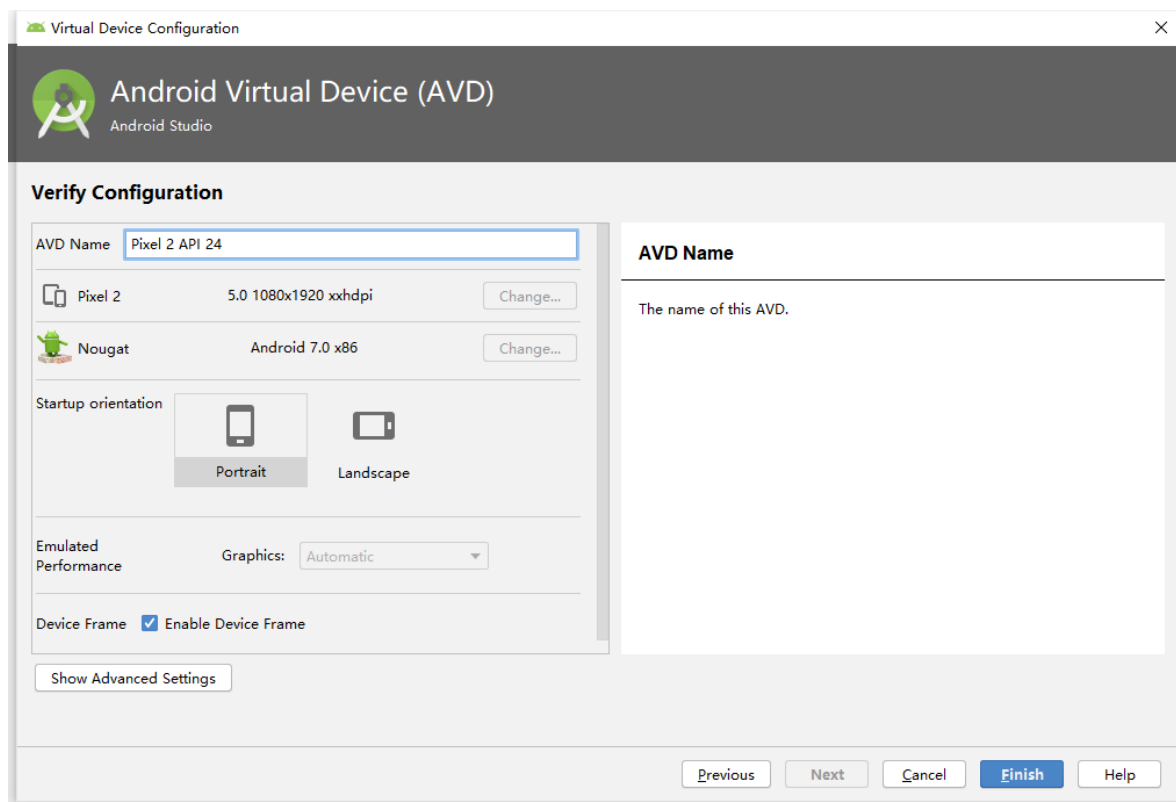 Virtual Device Configuration
Android Virtual Device (AVD)
Android Studio
Verify Configuration
AVD Name Pixel 2 API 24
Pixel 2 5.0 1080x1920 xxhdpi Change...
Nougat Android 7.0 x86 Change...
Startup orientation
Portrait Landscape
Emulated
Performance
Graphics: Automatic
Device Frame Enable Device Frame
Show Advanced Settings
AVD Name
The name of this AVD.
Previous Next Cancel Finish Help